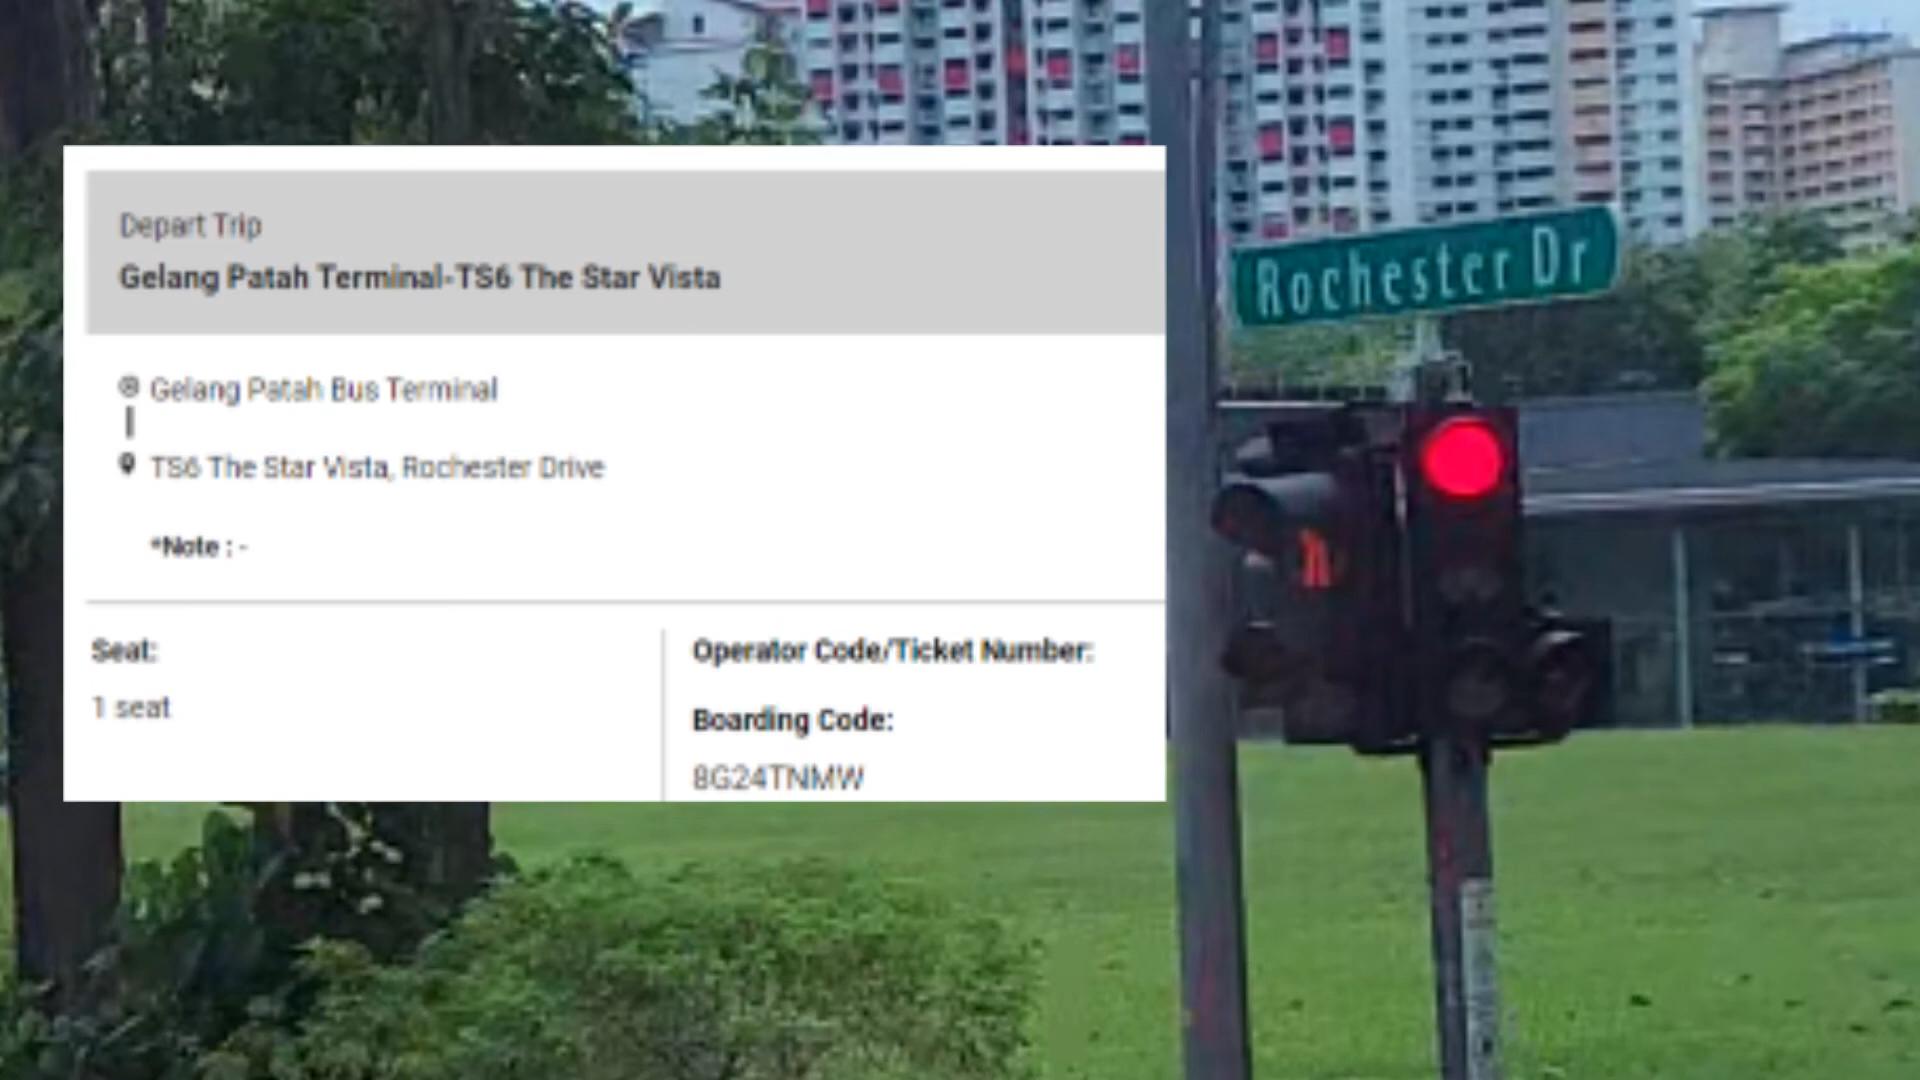 Depart Trip
Gelang Patah Terminal-TS6 The Star Vista
Gelang Patah Bus Terminal
TS6 The Star Vista, Rochester Drive
*Note : -
Seat:
1 seat
Operator Code/Ticket Number:
Boarding Code:
8G24TNMW
Rochester Dr